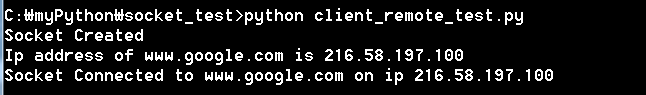 C:₩myPython₩socket_test>python client_remote_test.py
Socket Created
Ip address of www.google.com is 216.58.197.100
Socket Connected to www.google.com on ip 216.58.197.100